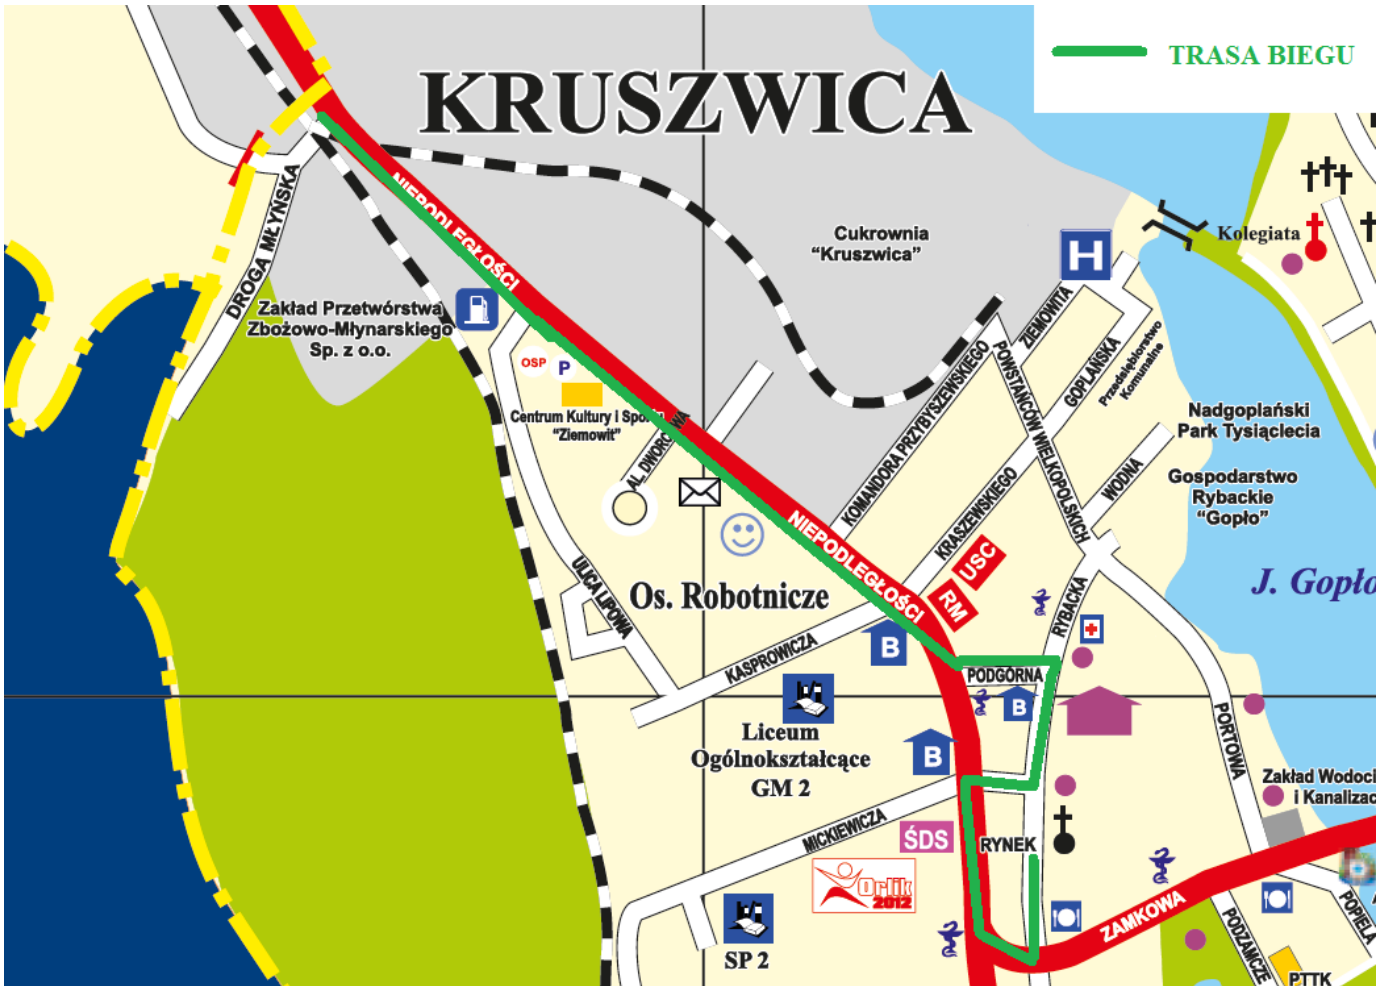 TRASA BIEGU
KRUSZWICA
NIEPODLEGŁOŚCI
DROGA MŁYŃSKA
Cukrownia
“Kruszwica”
H
Kolegiata
Zakład Przetwórstwa
Zbożowo-Młynarskiego
Sp. z o.o.
OSP
P
Centrum Kultury i Sportu
“Ziemowit”
AL. DWORCOWA
KOMANDORA PRZYBYSZEWSKIEGO
ZIEMOWITA
POWSTAŃCÓW WIELKOPOLSKICH
GOPLAŃSKA
Przedsiębiorstwo
Komunalne
Nadgoplański
Park Tysiąclecia
KRASZEWSKIEGO
WODNA
Gospodarstwo
Rybackie
“Gopło”
NIEPODLEGŁOŚCI
USC
RM
ULICA LIPOWA
Os. Robotnicze
RYBACKA
J. Gopło
KASPROWICZA
B
PODGÓRNA
B
Liceum
Ogólnokształcące
GM 2
B
PORTOWA
Zakład Wodoci
i Kanalizac
MICKIEWICZA
ŚDS
RYNEK
Orlik
2012
ZAMKOWA
PODZAMCZE
POPIELA
SP 2
PTTK